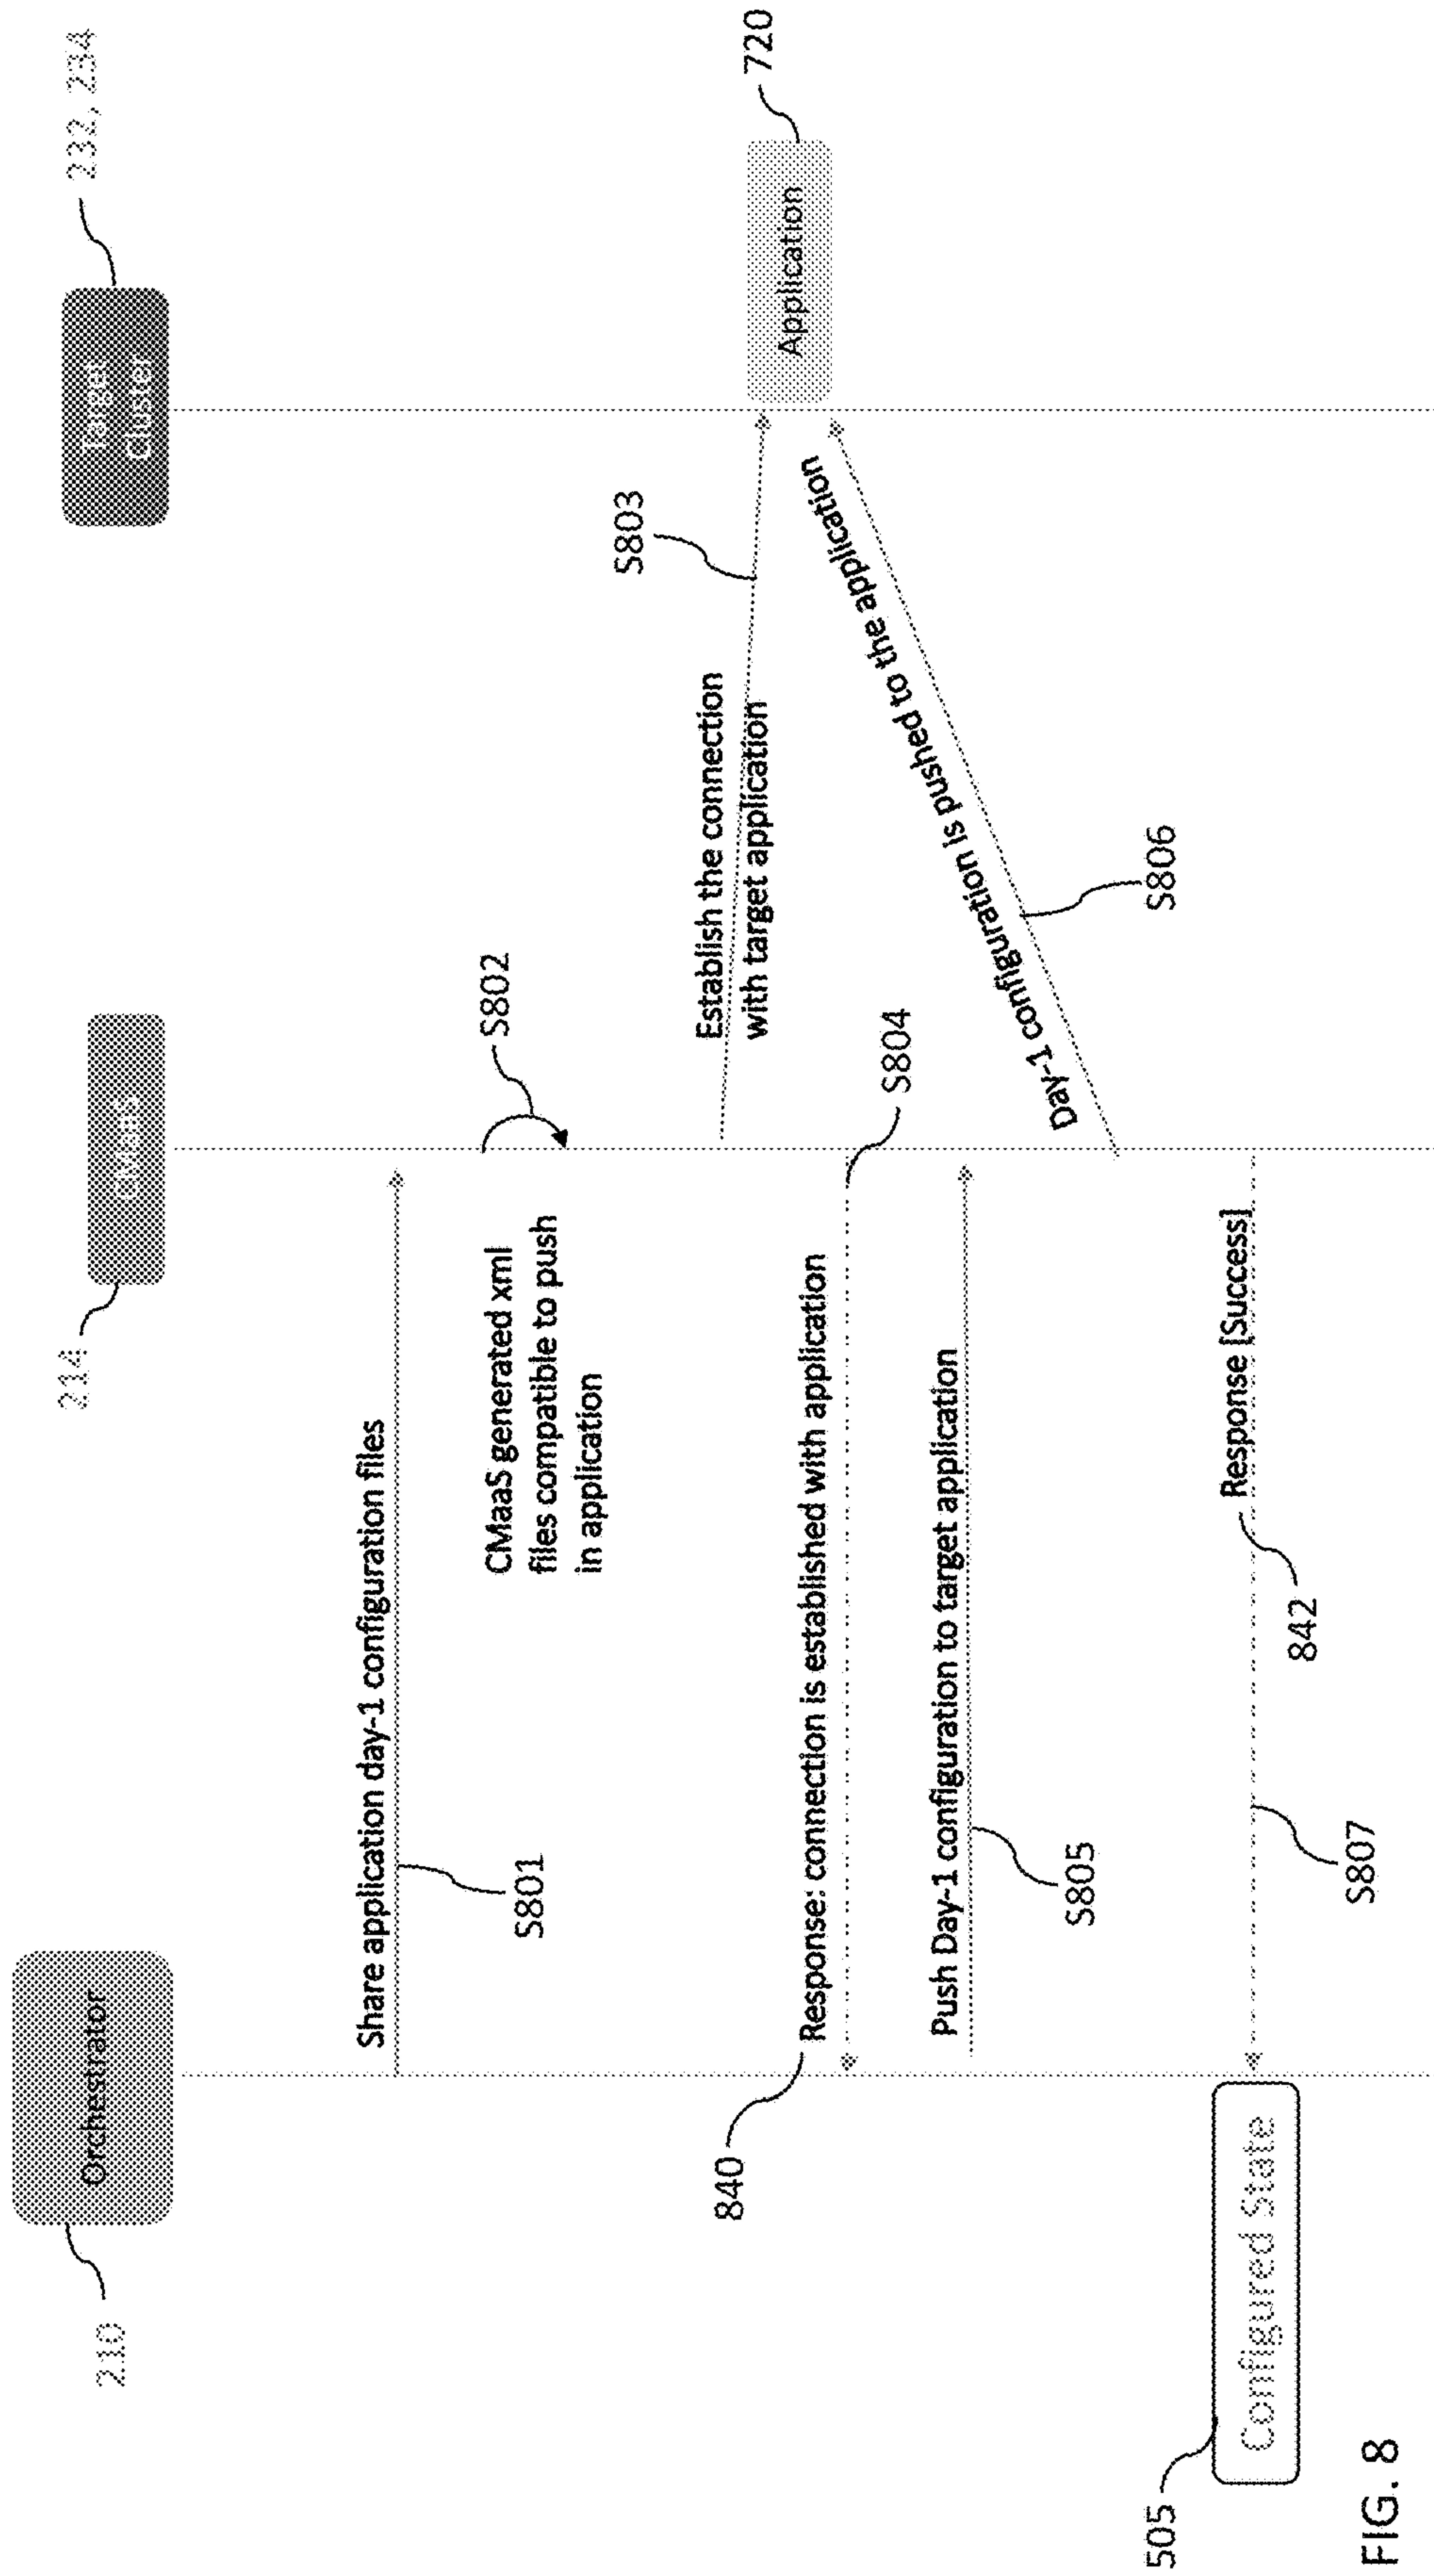 Orchestrator
210
CMaaS
214
Target
Cluster
232, 234
Share application day-1 configuration files
S801
CMaaS generated xml
files compatible to push
in application
S802
Establish the connection
with target application
S803
Application
720
840
Response: connection is established with application
S804
Push Day-1 configuration to target application
S805
Day-1 configuration is pushed to the application
S806
Response [Success]
842
S807
505
Configured State
FIG. 8